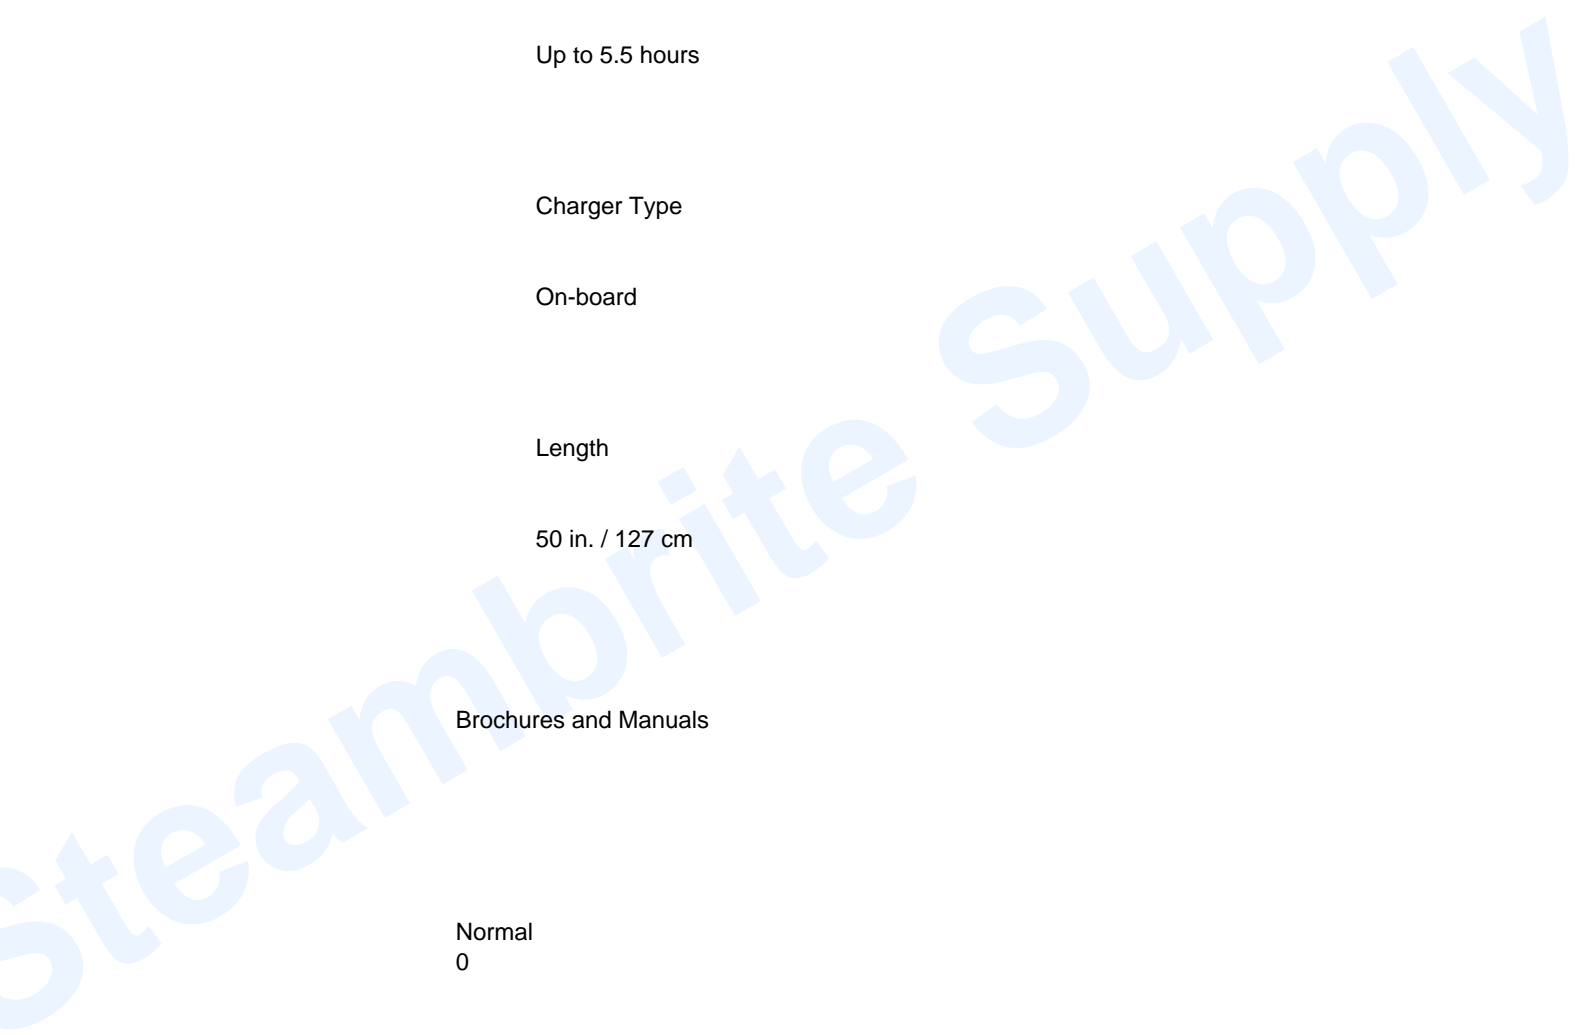 Up to 5.5 hours
Charger Type
On-board
Length
50 in. / 127 cm
Brochures and Manuals
Normal
0
Steambrite Supply